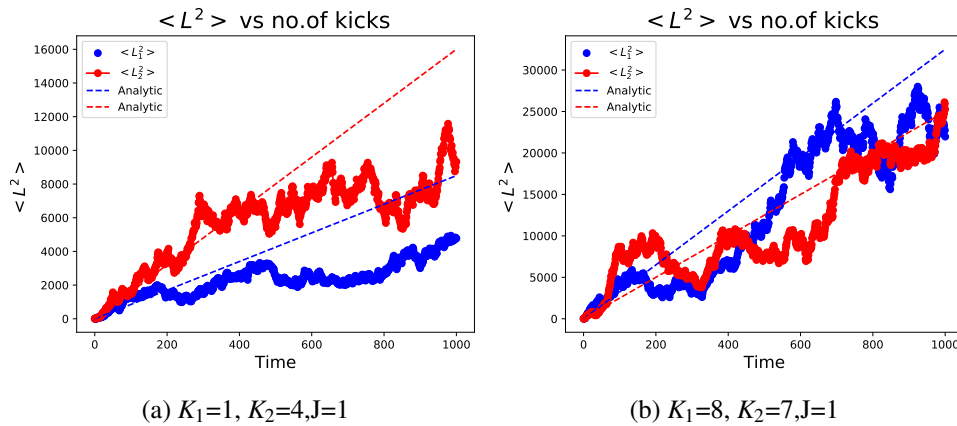 < L² > vs no.of kicks
< L² >
16000
14000
12000
10000
8000
6000
4000
2000
0
< L₁² >
< L₂² >
Analytic
Analytic
0 200 400 600 800 1000
Time
(a) K₁=1, K₂=4,J=1
< L² > vs no.of kicks
< L² >
30000
25000
20000
15000
10000
5000
0
< L₁² >
< L₂² >
Analytic
Analytic
0 200 400 600 800 1000
Time
(b) K₁=8, K₂=7,J=1